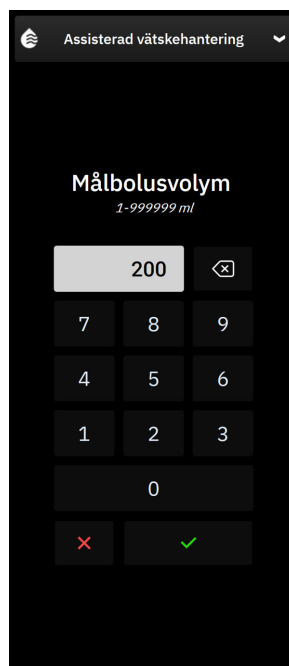 Assisterad vätskehantering
Målbolusvolym
1-999999 ml
200
7 8 9
4 5 6
1 2 3
0